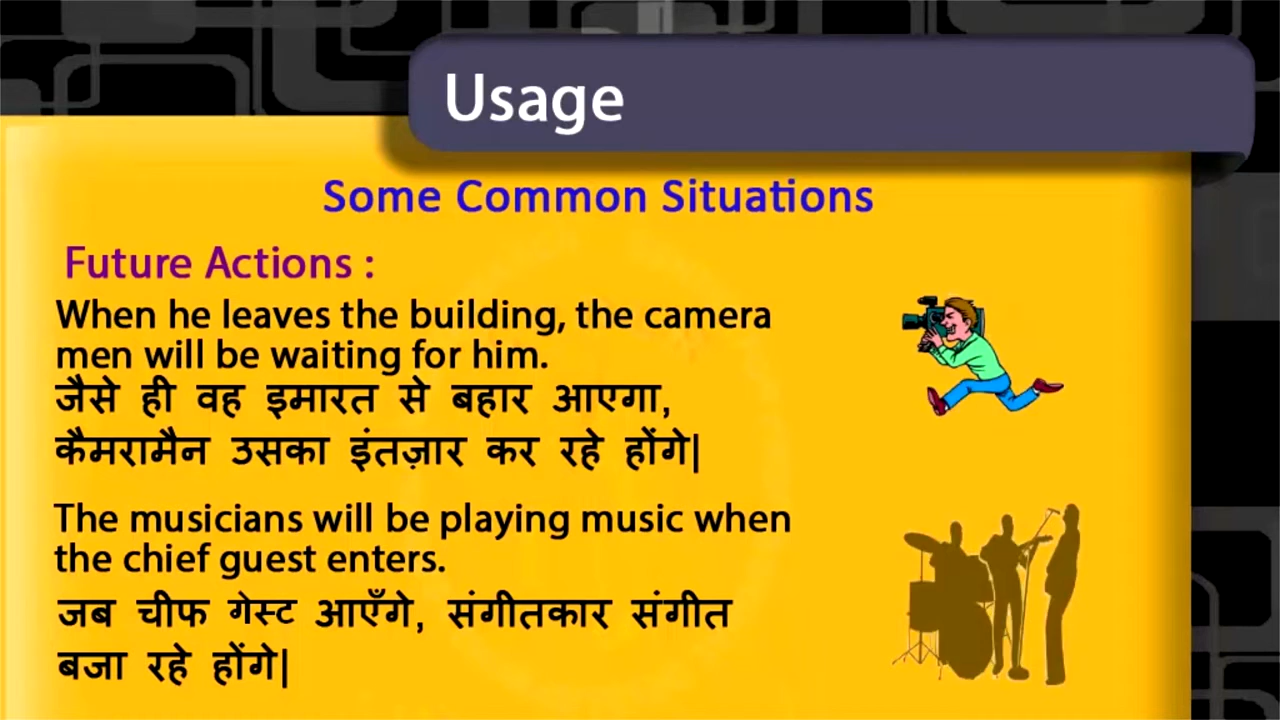 Usage
Some Common Situations
Future Actions :
When he leaves the building, the camera
men will be waiting for him.
जैसे ही वह इमारत से बहार आएगा,
कैमरामैन उसका इंतज़ार कर रहे होंगे|
The musicians will be playing music when
the chief guest enters.
जब चीफ गेस्ट आएँगे, संगीतकार संगीत
बजा रहे होंगे|